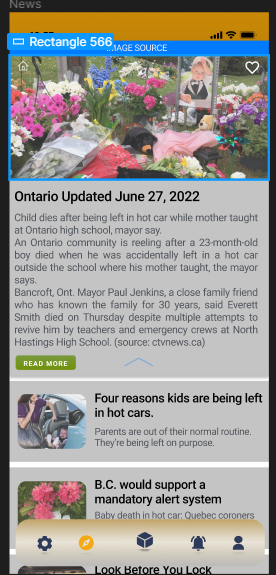 News
Rectangle 566
IMAGE SOURCE
Ontario Updated June 27, 2022
Child dies after being left in hot car while mother taught
at Ontario high school, mayor say.
An Ontario community is reeling after a 23-month-old
boy died when he was accidentally left in a hot car
outside the school where his mother taught, the mayor
says.
Bancroft, Ont. Mayor Paul Jenkins, a close family friend
who has known the family for 30 years, said Everett
Smith died on Thursday despite multiple attempts to
revive him by teachers and emergency crews at North
Hastings High School. (source: ctvnews.ca)
READ MORE
Four reasons kids are being left
in hot cars.
Parents are out of their normal routine.
They're being left on purpose.
B.C. would support a
mandatory alert system
Baby death in hot car: Quebec coroners
Look Before You Lock